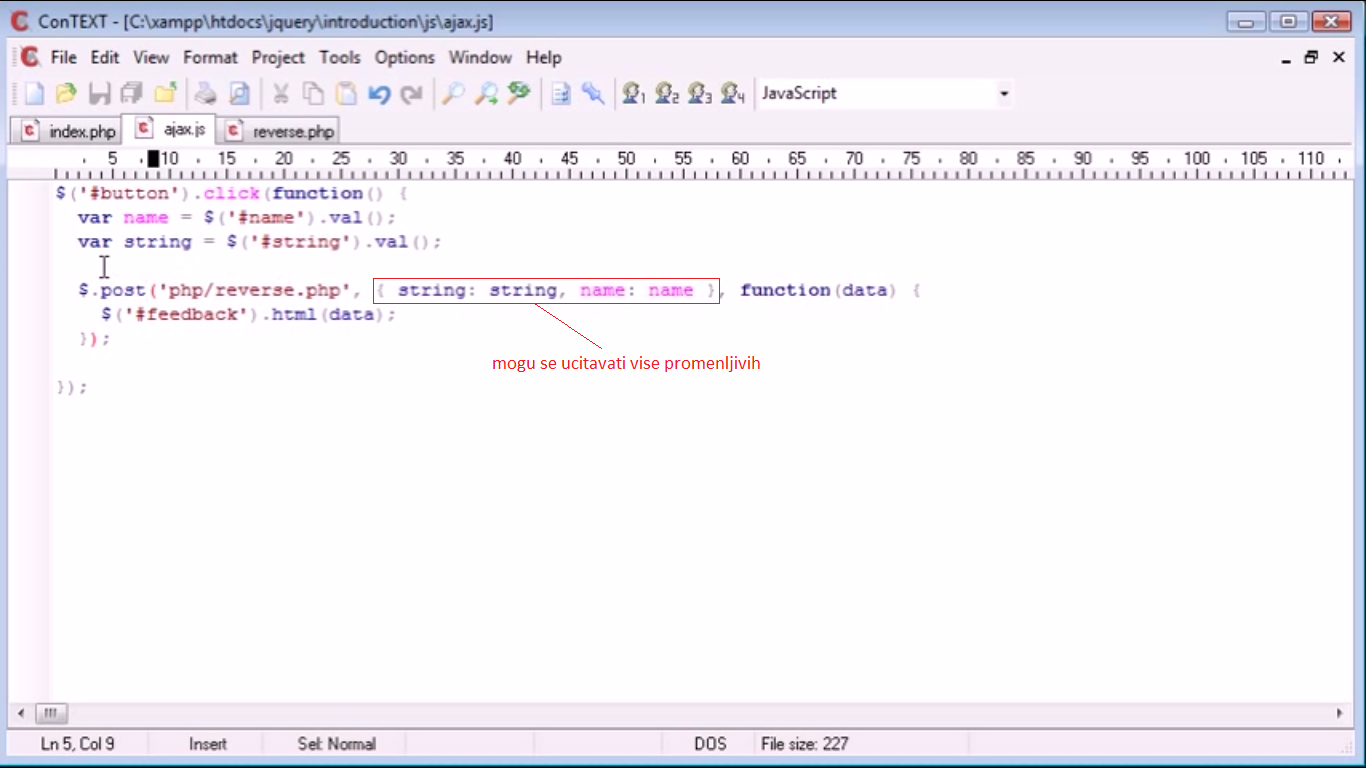 ConTEXT - [C:\xampp\htdocs\jquery\introduction\js\ajax.js]
File Edit View Format Project Tools Options Window Help
1 2 3 4 JavaScript
index.php ajax.js reverse.php
5 10 15 20 25 30 35 40 45 50 55 60 65 70 75 80 85 90 95 100 105 110
$('#button').click(function() {
var name = $('#name').val();
var string = $('#string').val();
$.post('php/reverse.php', { string: string, name: name }, function(data) {
$('#feedback').html(data);
});
mogu se ucitavati vise promenljivih
});
Ln 5, Col 9 Insert Sel: Normal DOS File size: 227